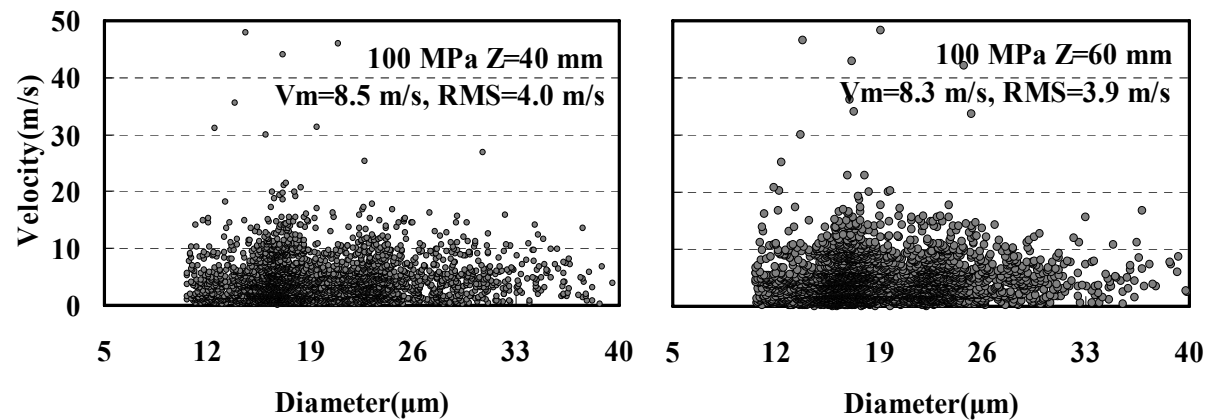 Velocity(m/s)
50
40
30
20
10
0
100 MPa Z=40 mm
Vm=8.5 m/s, RMS=4.0 m/s
5 12 19 26 33 40
Diameter(μm)
100 MPa Z=60 mm
Vm=8.3 m/s, RMS=3.9 m/s
5 12 19 26 33 40
Diameter(μm)